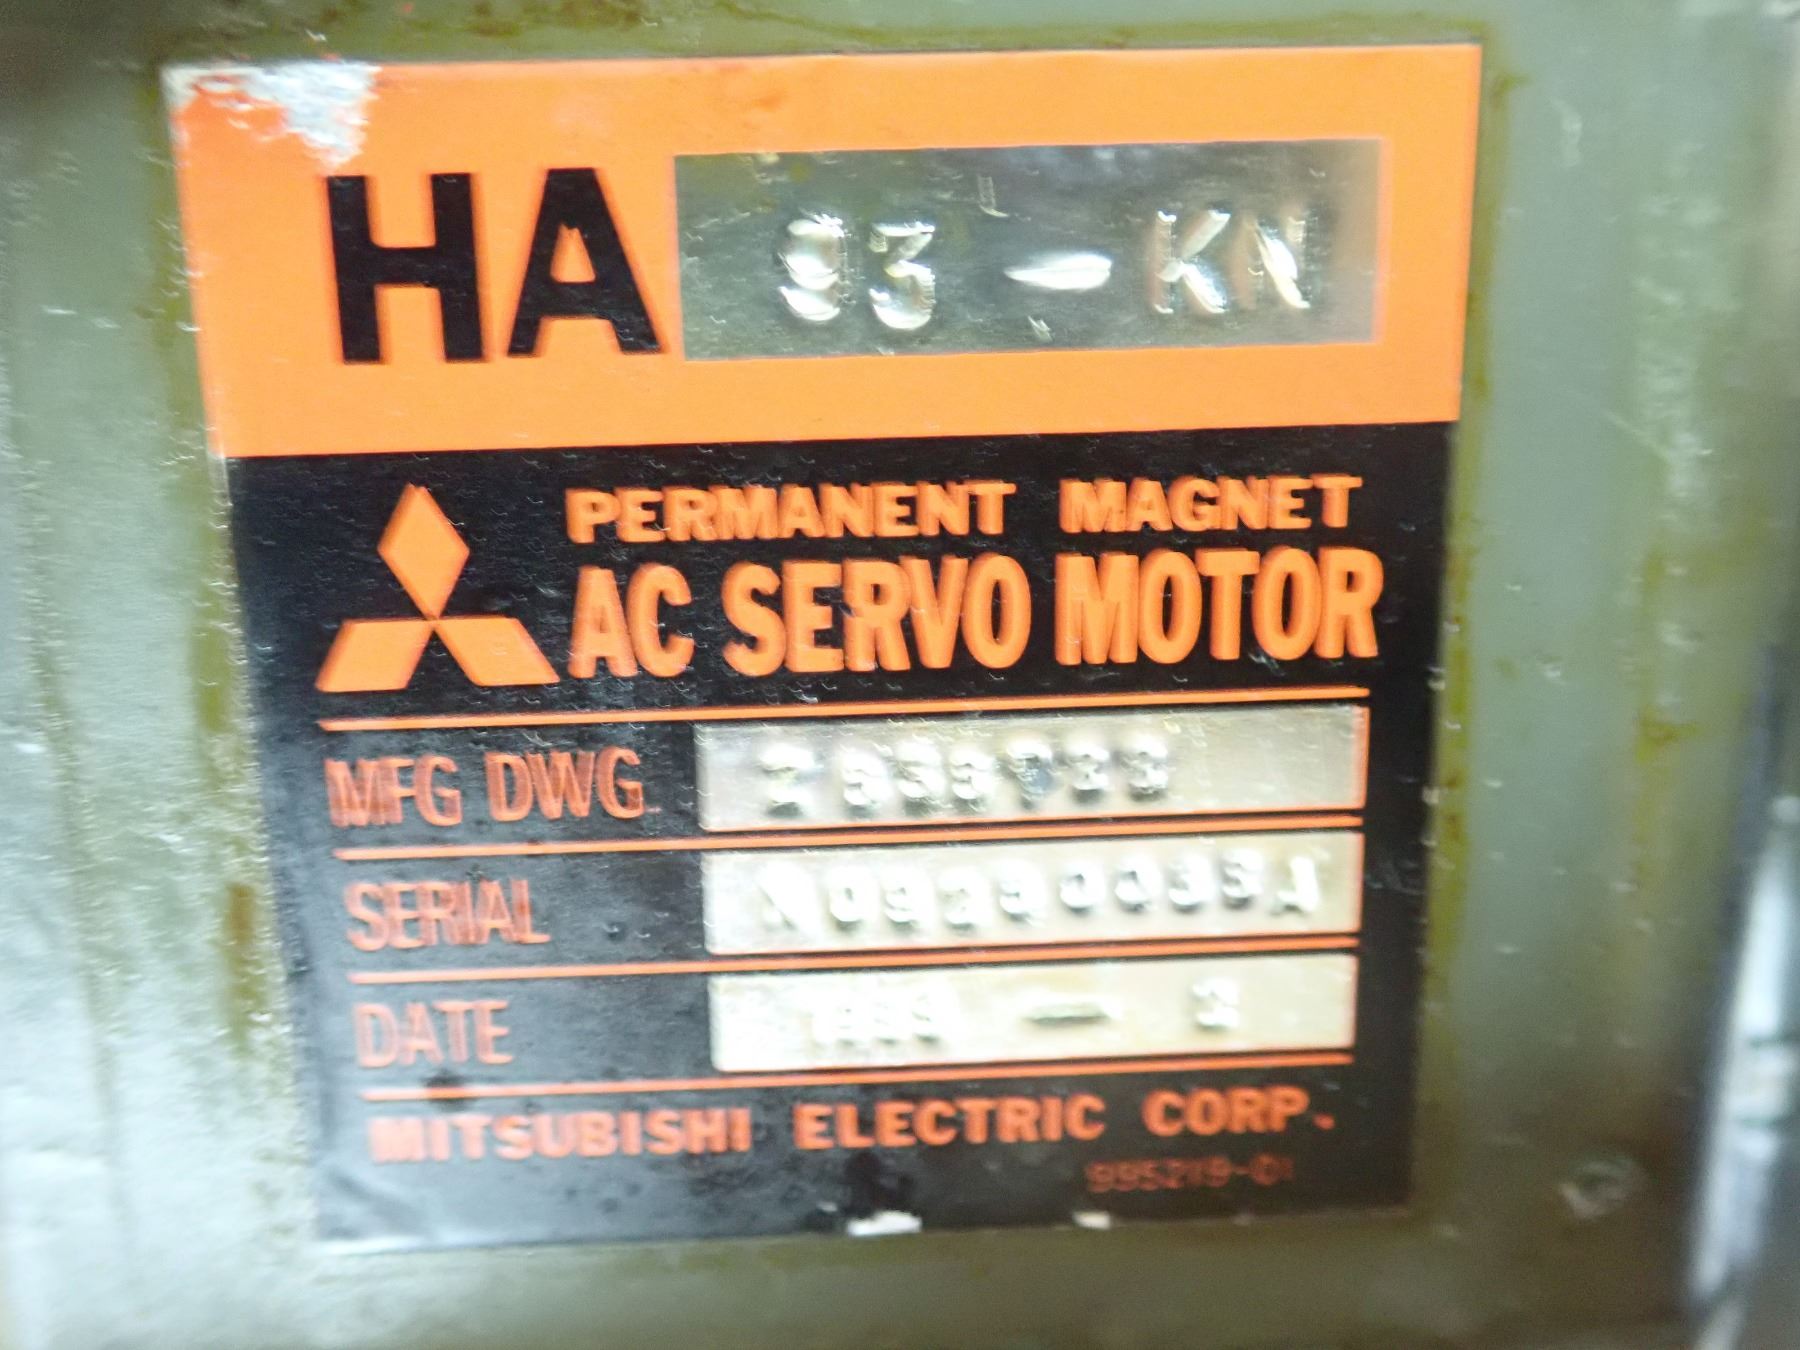 HA 93-KN
PERMANENT MAGNET
AC SERVO MOTOR
MFG DWG
SERIAL
DATE
MITSUBISHI ELECTRIC CORP.
995219-01